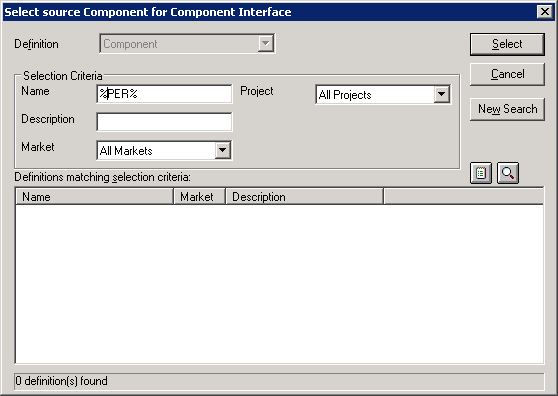 Select source Component for Component Interface
Definition Component Select
Selection Criteria Cancel
Name %PER% Project All Projects
New Search
Description
Market All Markets
Definitions matching selection criteria:
Name Market Description
0 definition(s) found